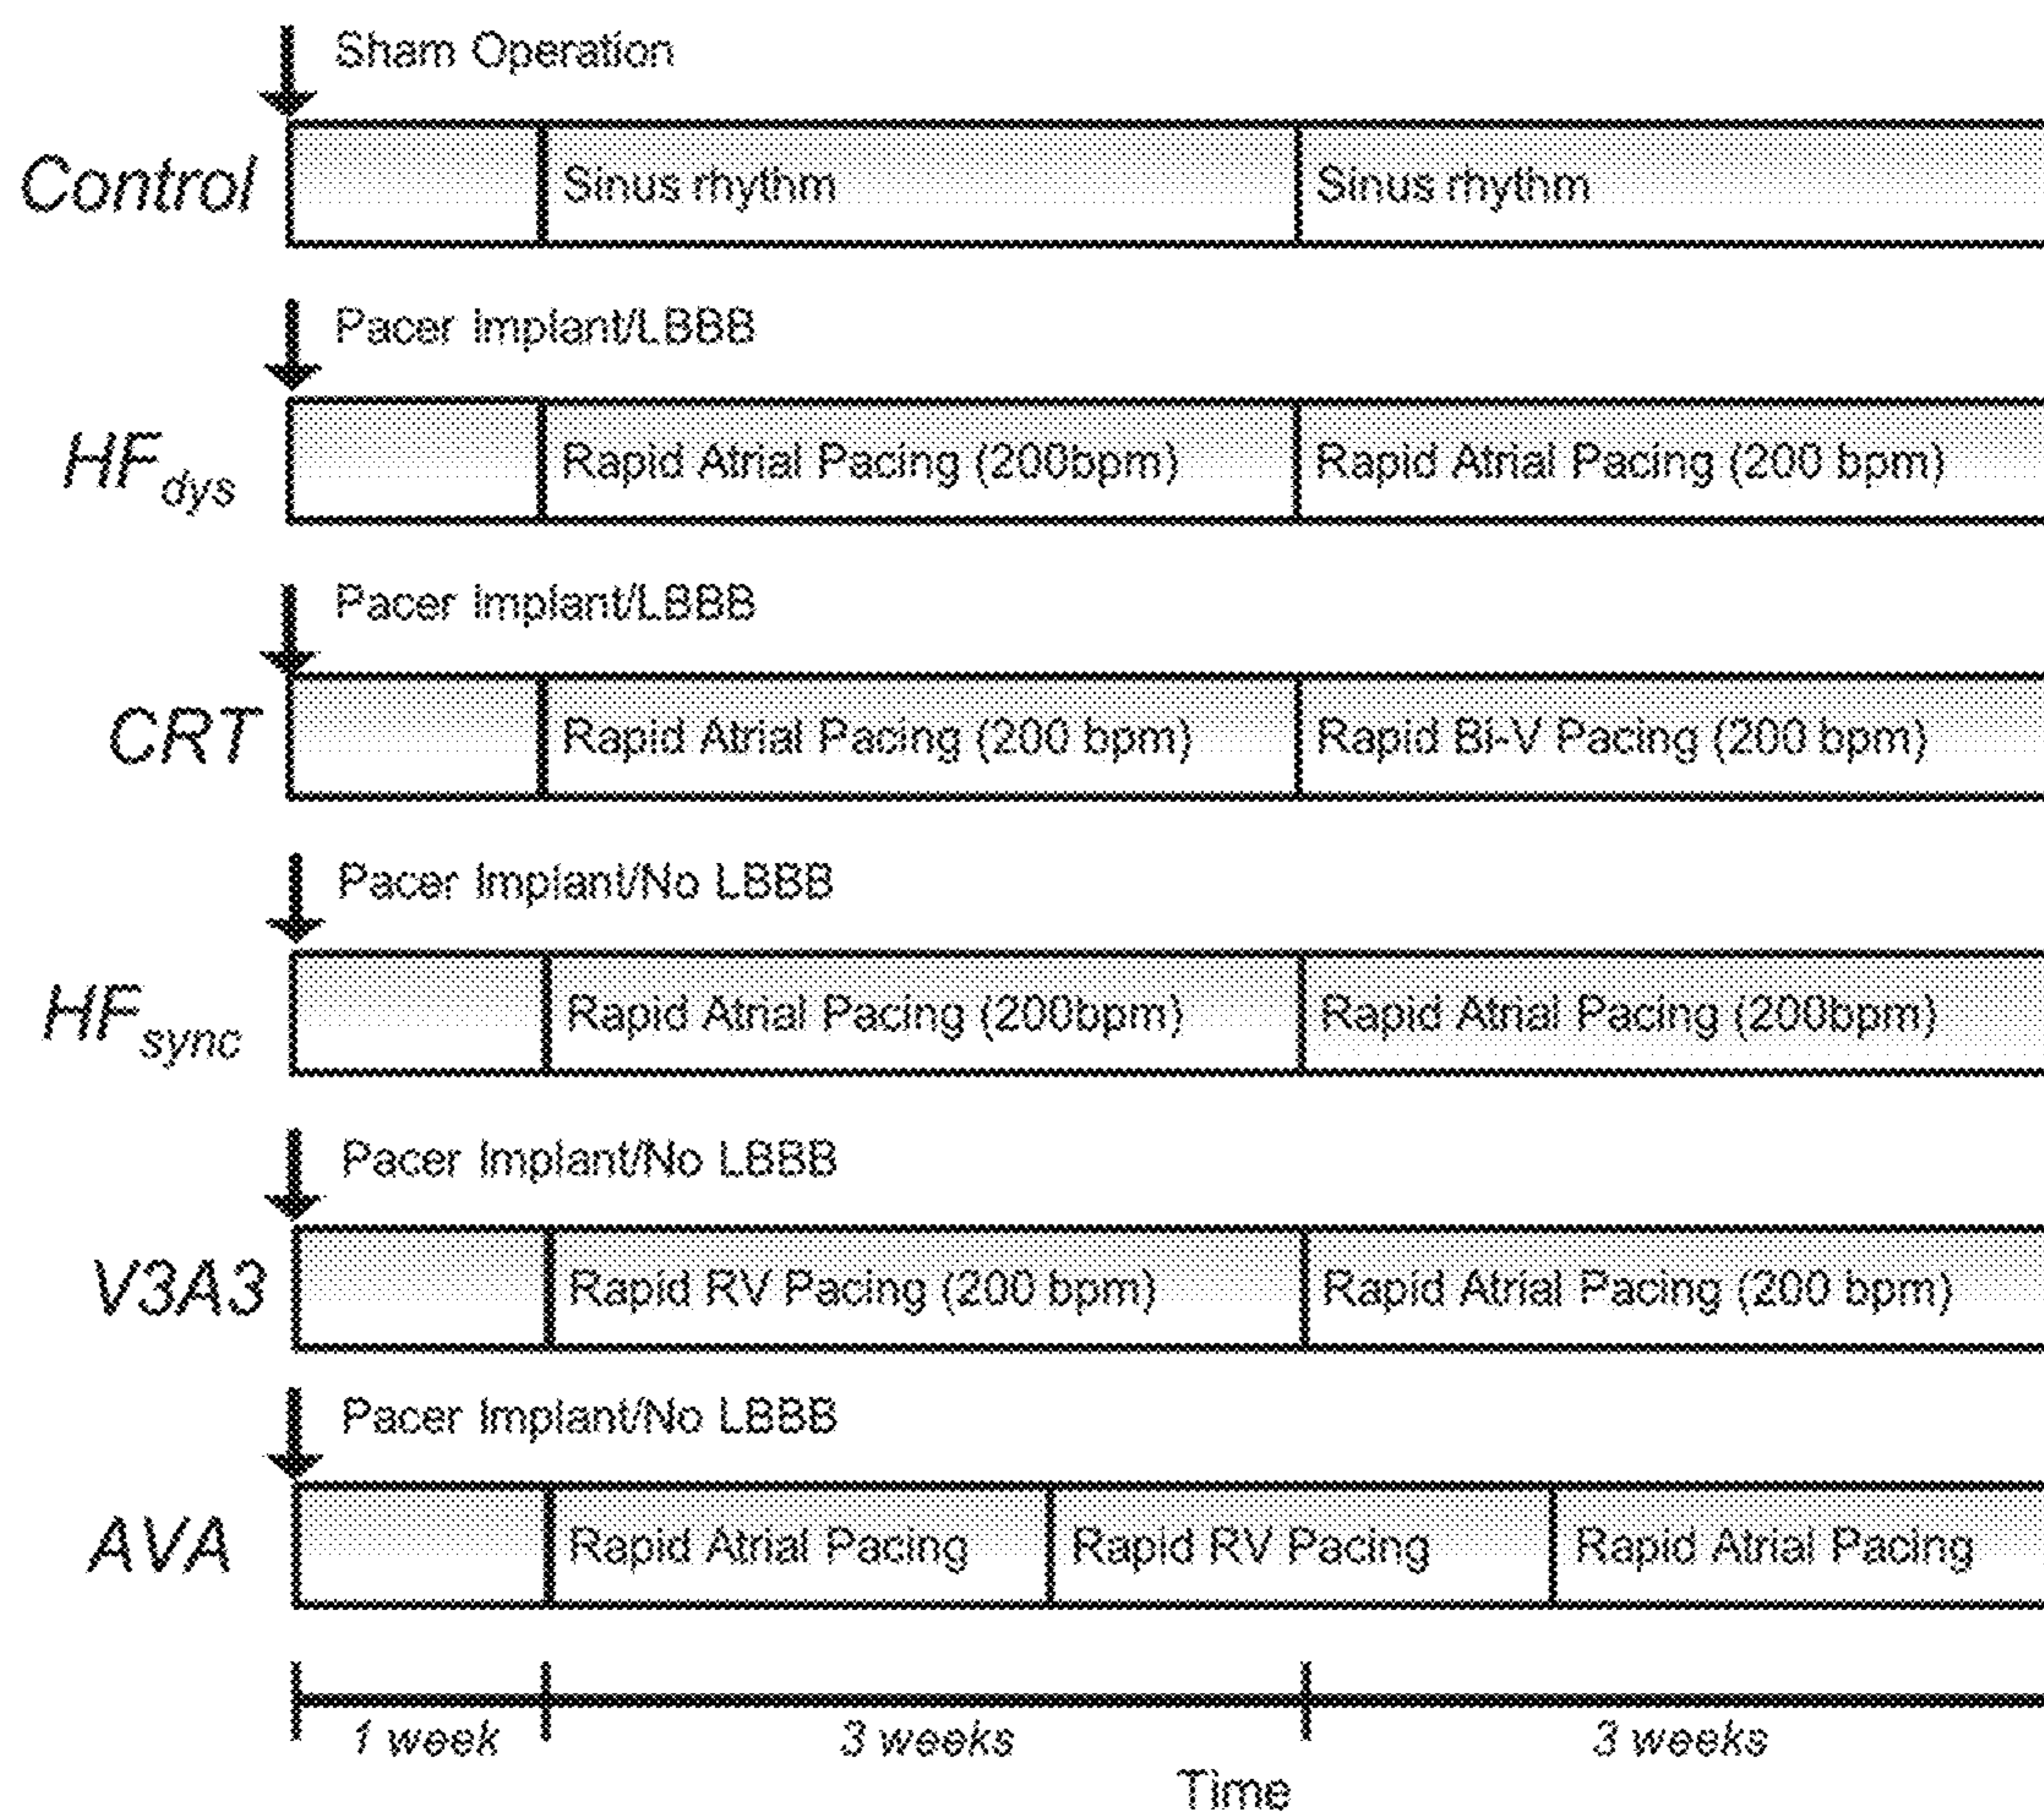 Sham Operation
Control
Sinus rhythm
Sinus rhythm
Pacer Implant/LBBB
HFdys
Rapid Atrial Pacing (200bpm)
Rapid Atrial Pacing (200 bpm)
Pacer Implant/LBBB
CRT
Rapid Atrial Pacing (200 bpm)
Rapid Bi-V Pacing (200 bpm)
Pacer Implant/No LBBB
HFsync
Rapid Atrial Pacing (200bpm)
Rapid Atrial Pacing (200bpm)
Pacer Implant/No LBBB
V3A3
Rapid RV Pacing (200 bpm)
Rapid Atrial Pacing (200 bpm)
Pacer Implant/No LBBB
AVA
Rapid Atrial Pacing
Rapid RV Pacing
Rapid Atrial Pacing
1 week
3 weeks
3 weeks
Time